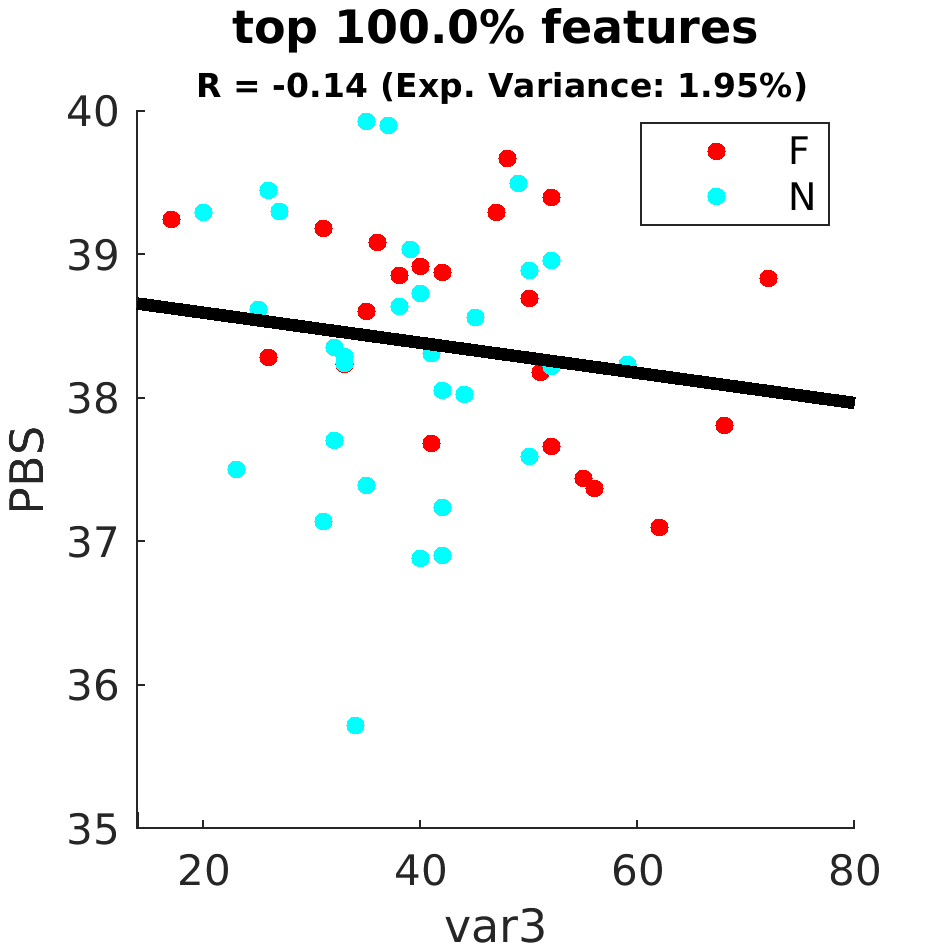 top 100.0% features
R = -0.14 (Exp. Variance: 1.95%)
40
39
38
37
36
35
PBS
F
N
20 40 60 80
var3